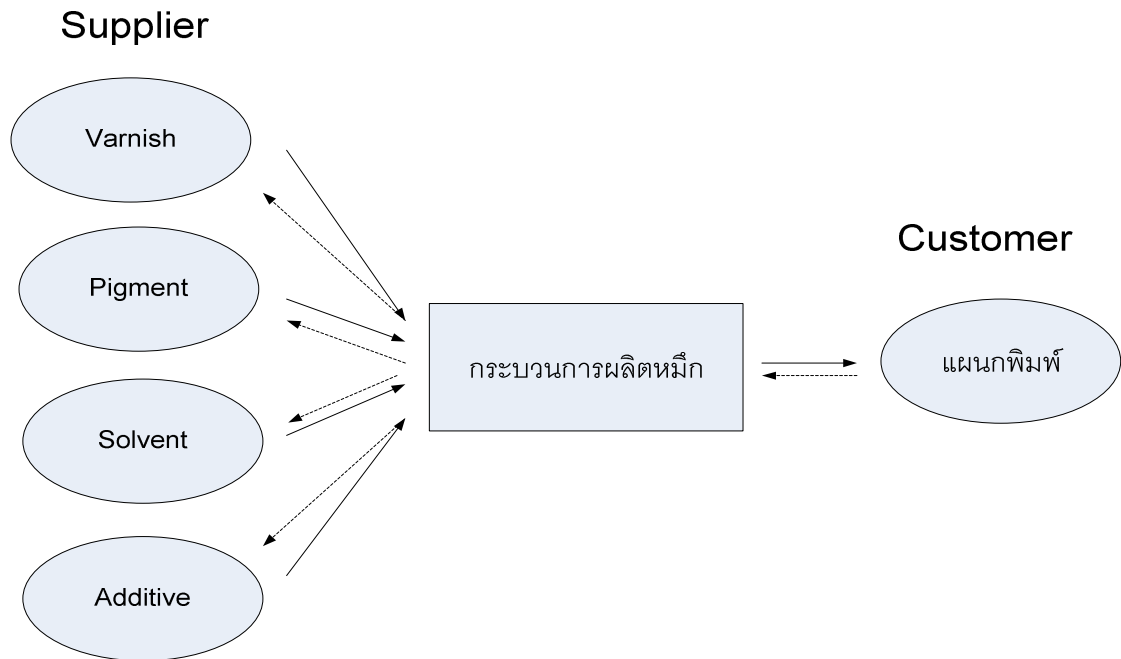 Supplier
Varnish
Pigment
Solvent
Additive
กระบวนการผลิตหมึก
Customer
แผนกพิมพ์